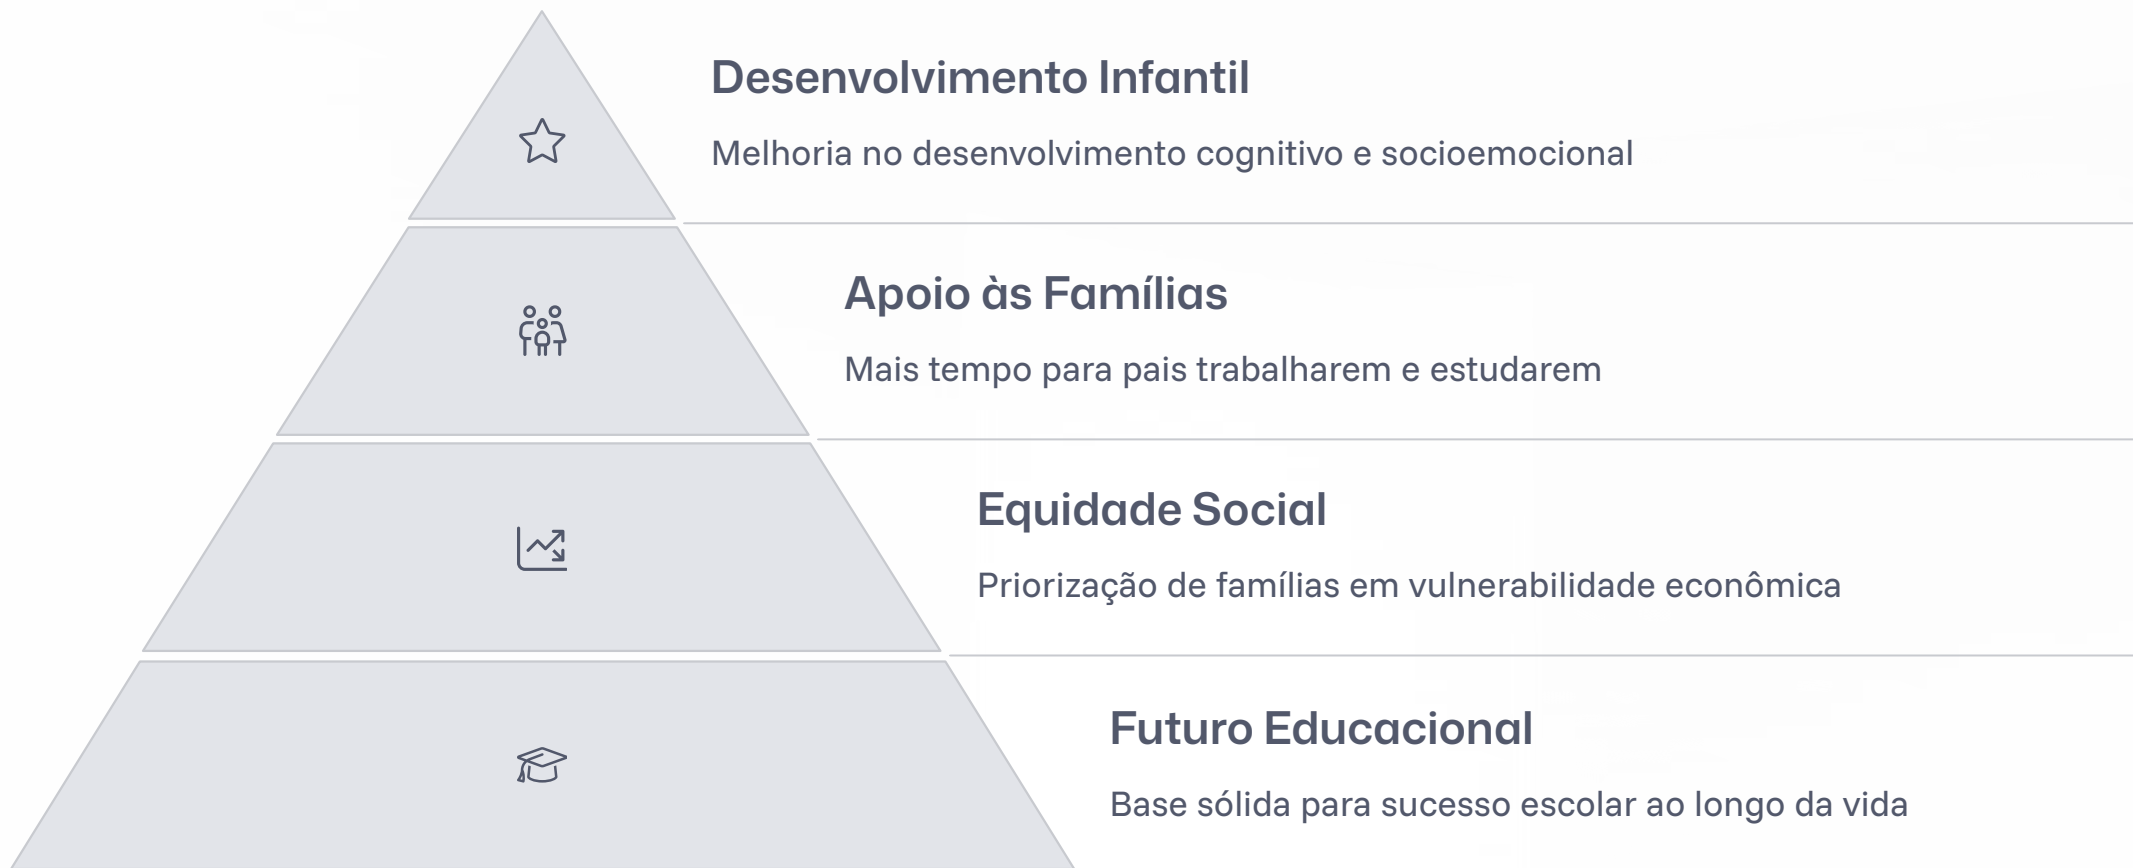 Desenvolvimento Infantil
Melhoria no desenvolvimento cognitivo e socioemocional
Apoio às Famílias
Mais tempo para pais trabalharem e estudarem
Equidade Social
Priorização de famílias em vulnerabilidade econômica
Futuro Educacional
Base sólida para sucesso escolar ao longo da vida